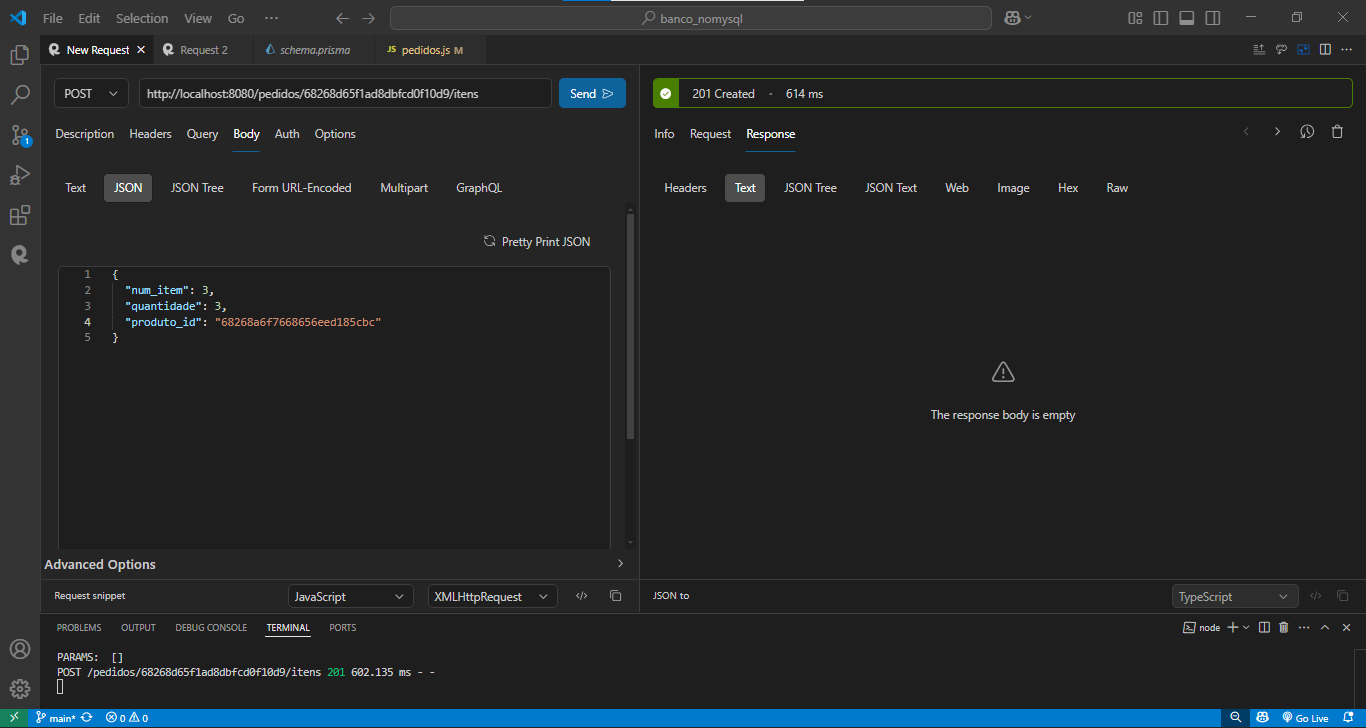 File Edit Selection View Go ··· banco_nomysql
New Request Request 2 schema.prisma JS pedidos.js M
POST http://localhost:8080/pedidos/68268d65f1ad8dbfcd0f10d9/itens Send
201 Created · 614 ms
Description Headers Query Body Auth Options
Info Request Response
Text JSON JSON Tree Form URL-Encoded Multipart GraphQL
Headers Text JSON Tree JSON Text Web Image Hex Raw
Pretty Print JSON
1 {
2 "num_item": 3,
3 "quantidade": 3,
4 "produto_id": "68268a6f7668656eed185cbc"
5 }
The response body is empty
Advanced Options
Request snippet JavaScript XMLHttpRequest
JSON to TypeScript
PROBLEMS OUTPUT DEBUG CONSOLE TERMINAL PORTS
node
PARAMS: []
POST /pedidos/68268d65f1ad8dbfcd0f10d9/itens 201 602.135 ms - -
1
main* 0 0 Go Live